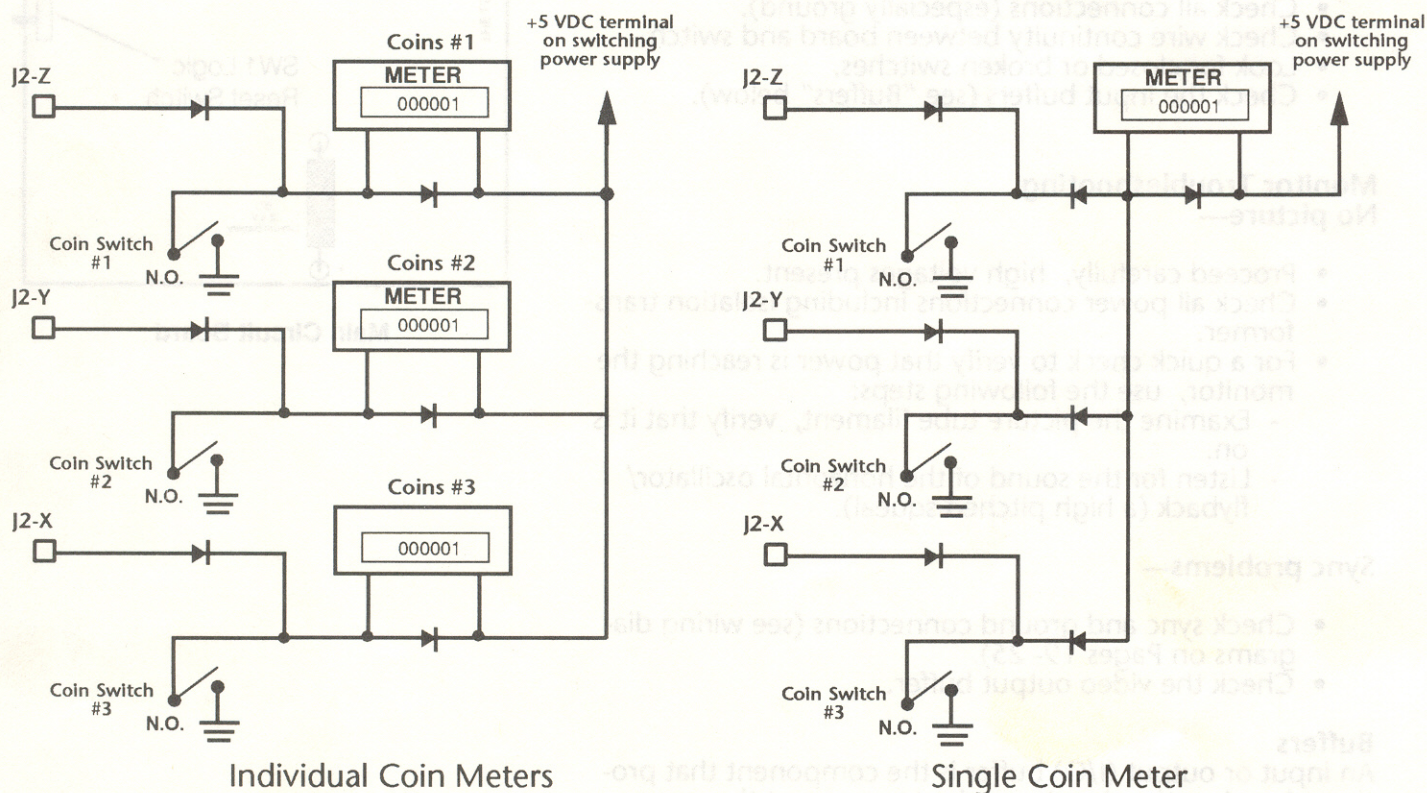 +5 VDC terminal
on switching
power supply
Coins #1
METER
000001
J2-Z
Coin Switch
#1
N.O.
Coins #2
METER
000001
J2-Y
Coin Switch
#2
N.O.
Coins #3
000001
J2-X
Coin Switch
#3
N.O.
Individual Coin Meters
+5 VDC terminal
on switching
power supply
METER
000001
J2-Z
Coin Switch
#1
N.O.
J2-Y
Coin Switch
#2
N.O.
J2-X
Coin Switch
#3
N.O.
Single Coin Meter
• Check all connections (especially ground).
• Check wire continuity between board and switch
broken switches.
• Check the input buffers (see "Buffers" below).
SW1 Logic
Reset Switch
Monitor Troubleshooting
No picture—
• Proceed carefully, high voltage is present.
• Check all power connections including isolation trans-
former.
Main Circuit Board
• For a quick check to verify that power is reaching the
monitor, use the following steps:
- Examine the picture tube filament, verify that it is
on.
- Listen for the sound of the horizontal oscillator/
flyback (a high pitched squeal).
Sync problems—
• Check sync and ground connections (see wiring dia-
grams on Pages 19-25).
• Check the video output buffer.
Buffers
An input or output the component that pro-